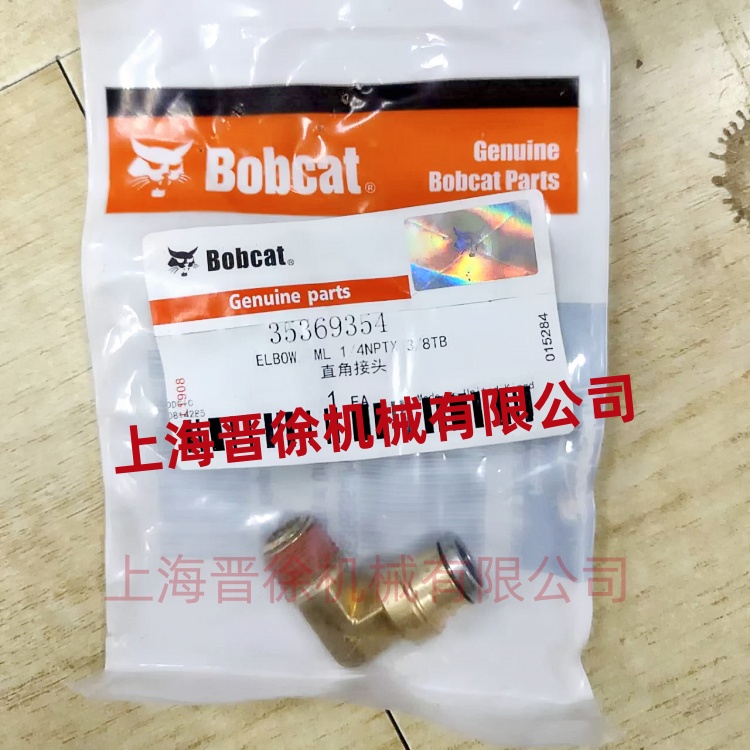 Bobcat®
Genuine
Bobcat Parts
Bobcat®
Genuine parts
35369354
ELBOW ML 1/4NPTX 3/8TB
直角接头
015284
1908
1 EA
上海晋徐机械有限公司
上海晋徐机械有限公司